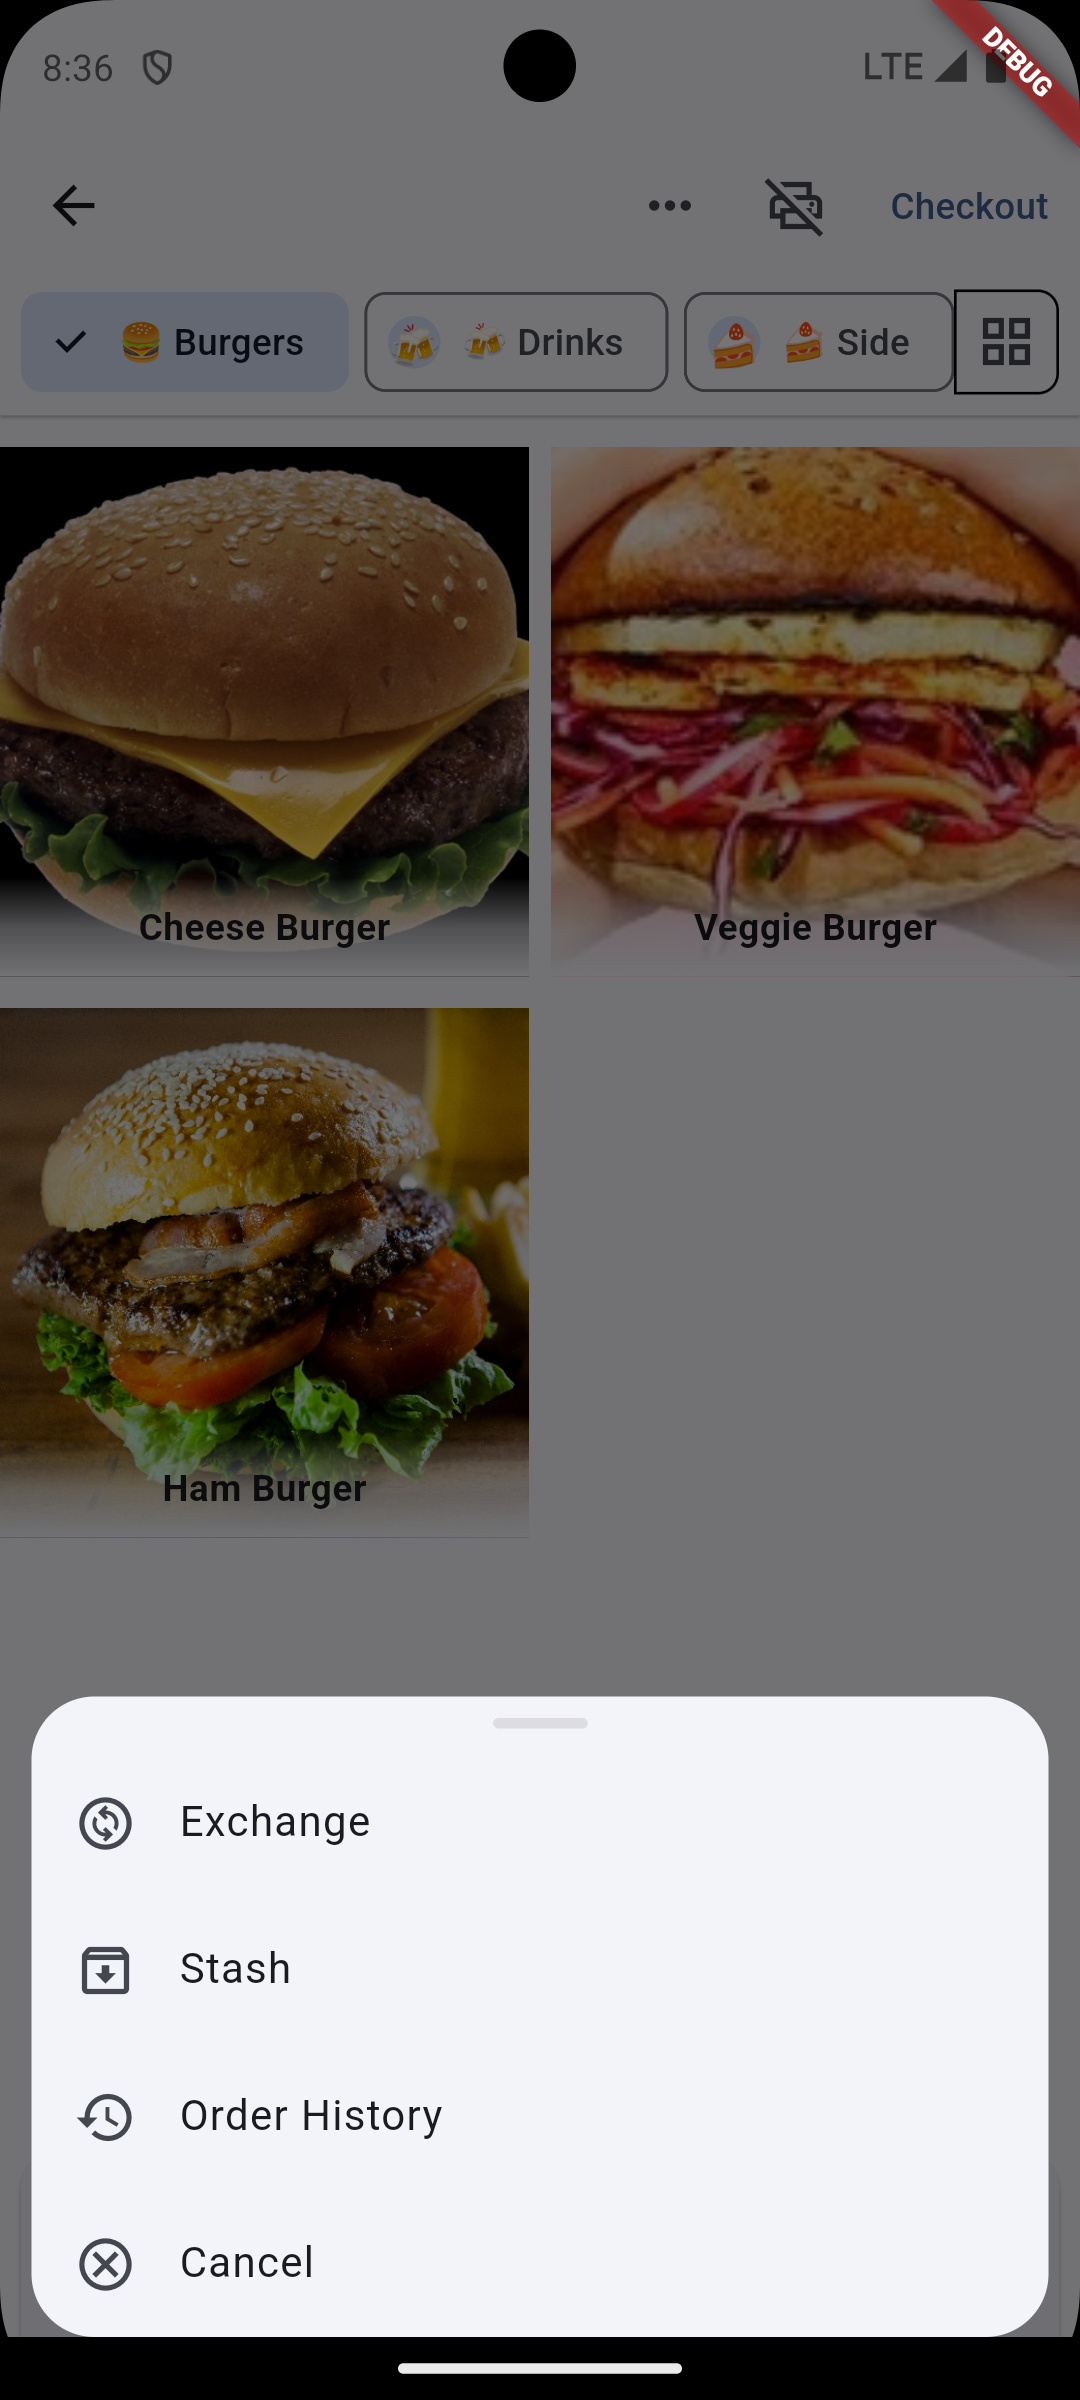 8:36
LTE
DEBUG
Checkout
Burgers
Drinks
Side
Cheese Burger
Veggie Burger
Ham Burger
Exchange
Stash
Order History
Cancel